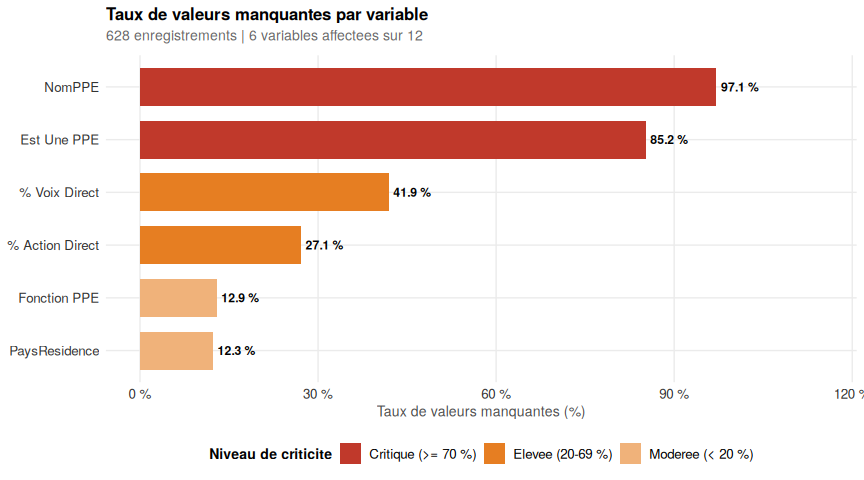 Taux de valeurs manquantes par variable
628 enregistrements | 6 variables affectees sur 12
NomPPE
97.1 %
Est Une PPE
85.2 %
% Voix Direct
41.9 %
% Action Direct
27.1 %
Fonction PPE
12.9 %
PaysResidence
12.3 %
0 % 30 % 60 % 90 % 120 %
Taux de valeurs manquantes (%)
Niveau de criticite Critique (>= 70 %) Elevee (20-69 %) Moderee (< 20 %)